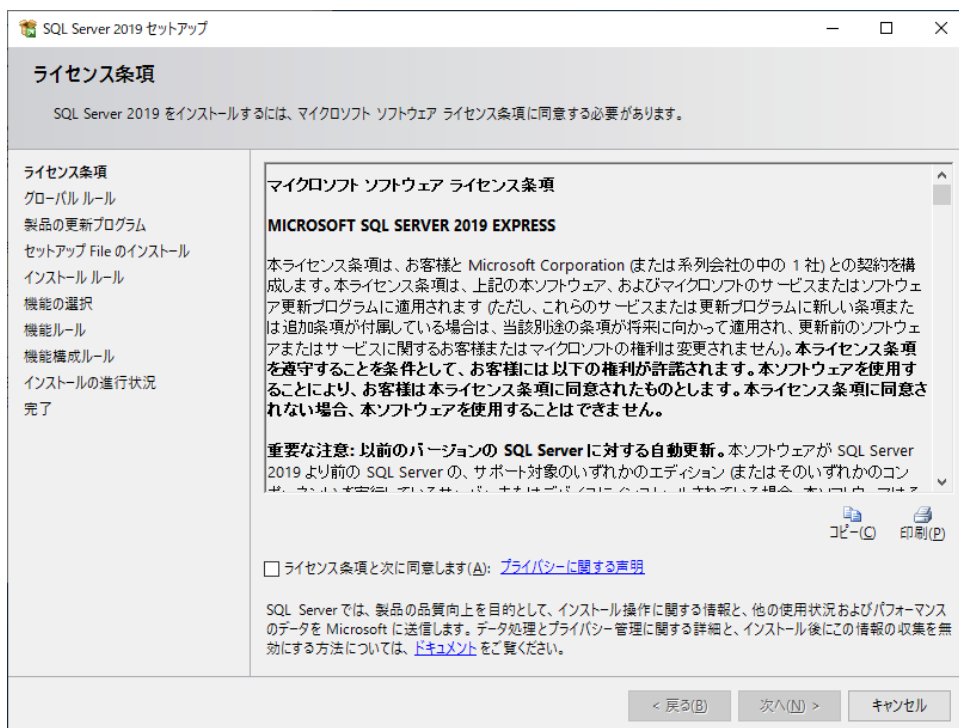 SQL Server 2019 セットアップ
ライセンス条項
SQL Server 2019 をインストールするには、マイクロソフト ソフトウェア ライセンス条項に同意する必要があります。
ライセンス条項
グローバル ルール
製品の更新プログラム
セットアップ File のインストール
インストール ルール
機能の選択
機能ルール
機能構成ルール
インストールの進行状況
完了
マイクロソフト ソフトウェア ライセンス条項
MICROSOFT SQL SERVER 2019 EXPRESS
本ライセンス条項は、お客様と Microsoft Corporation (または系列会社の中の 1 社) との契約を構
成します。本ライセンス条項は、上記の本ソフトウェア、およびマイクロソフトのサービスまたはソフトウェ
ア更新プログラムに適用されます (ただし、これらのサービスまたは更新プログラムに新しい条項また
は追加条項が付属している場合は、当該別途の条項が将来に向かって適用され、更新前のソフトウェ
アまたはサービスに関するお客様またはマイクロソフトの権利は変更されません)。本ライセンス条項
を遵守することを条件として、お客様には以下の権利が許諾されます。本ソフトウェアを使用す
ることにより、お客様は本ライセンス条項に同意されたものとします。本ライセンス条項に同意さ
れない場合、本ソフトウェアを使用することはできません。
重要な注意: 以前のバージョンの SQL Server に対する自動更新。本ソフトウェアが SQL Server
2019 より前の SQL Server の、サポート対象のいずれかのエディション (またはそのいずれかのコン
コピー(C)
印刷(P)
ライセンス条項と次に同意します(A): プライバシーに関する声明
SQL Server では、製品の品質向上を目的として、インストール操作に関する情報と、他の使用状況およびパフォーマンス
のデータを Microsoft に送信します。データ処理とプライバシー管理に関する詳細と、インストール後にこの情報の収集を無
効にする方法については、ドキュメント をご覧ください。
< 戻る(B)
次へ(N) >
キャンセル